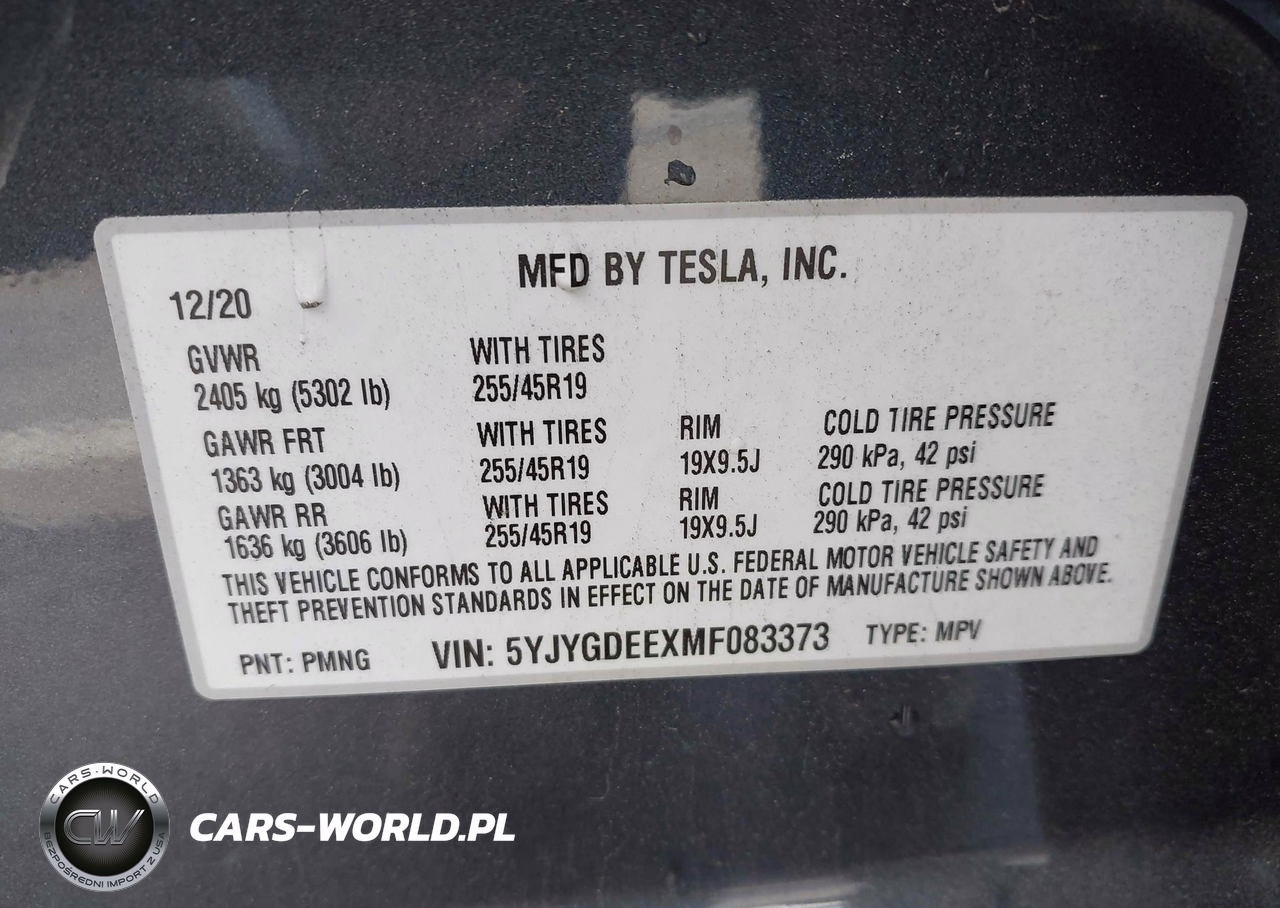 MFD BY TESLA, INC.
12/20
GVWR WITH TIRES
2405 kg (5302 lb) 255/45R19
GAWR FRT WITH TIRES RIM COLD TIRE PRESSURE
1363 kg (3004 lb) 255/45R19 19X9.5J 290 kPa, 42 psi
GAWR RR WITH TIRES RIM COLD TIRE PRESSURE
1636 kg (3606 lb) 255/45R19 19X9.5J 290 kPa, 42 psi
THIS VEHICLE CONFORMS TO ALL APPLICABLE U.S. FEDERAL MOTOR VEHICLE SAFETY AND
THEFT PREVENTION STANDARDS IN EFFECT ON THE DATE OF MANUFACTURE SHOWN ABOVE.
PNT: PMNG VIN: 5YJYGDEEXMF083373 TYPE: MPV
CARS-WORLD
CW
BEZPOŚREDNI IMPORT Z USA
CARS-WORLD.PL